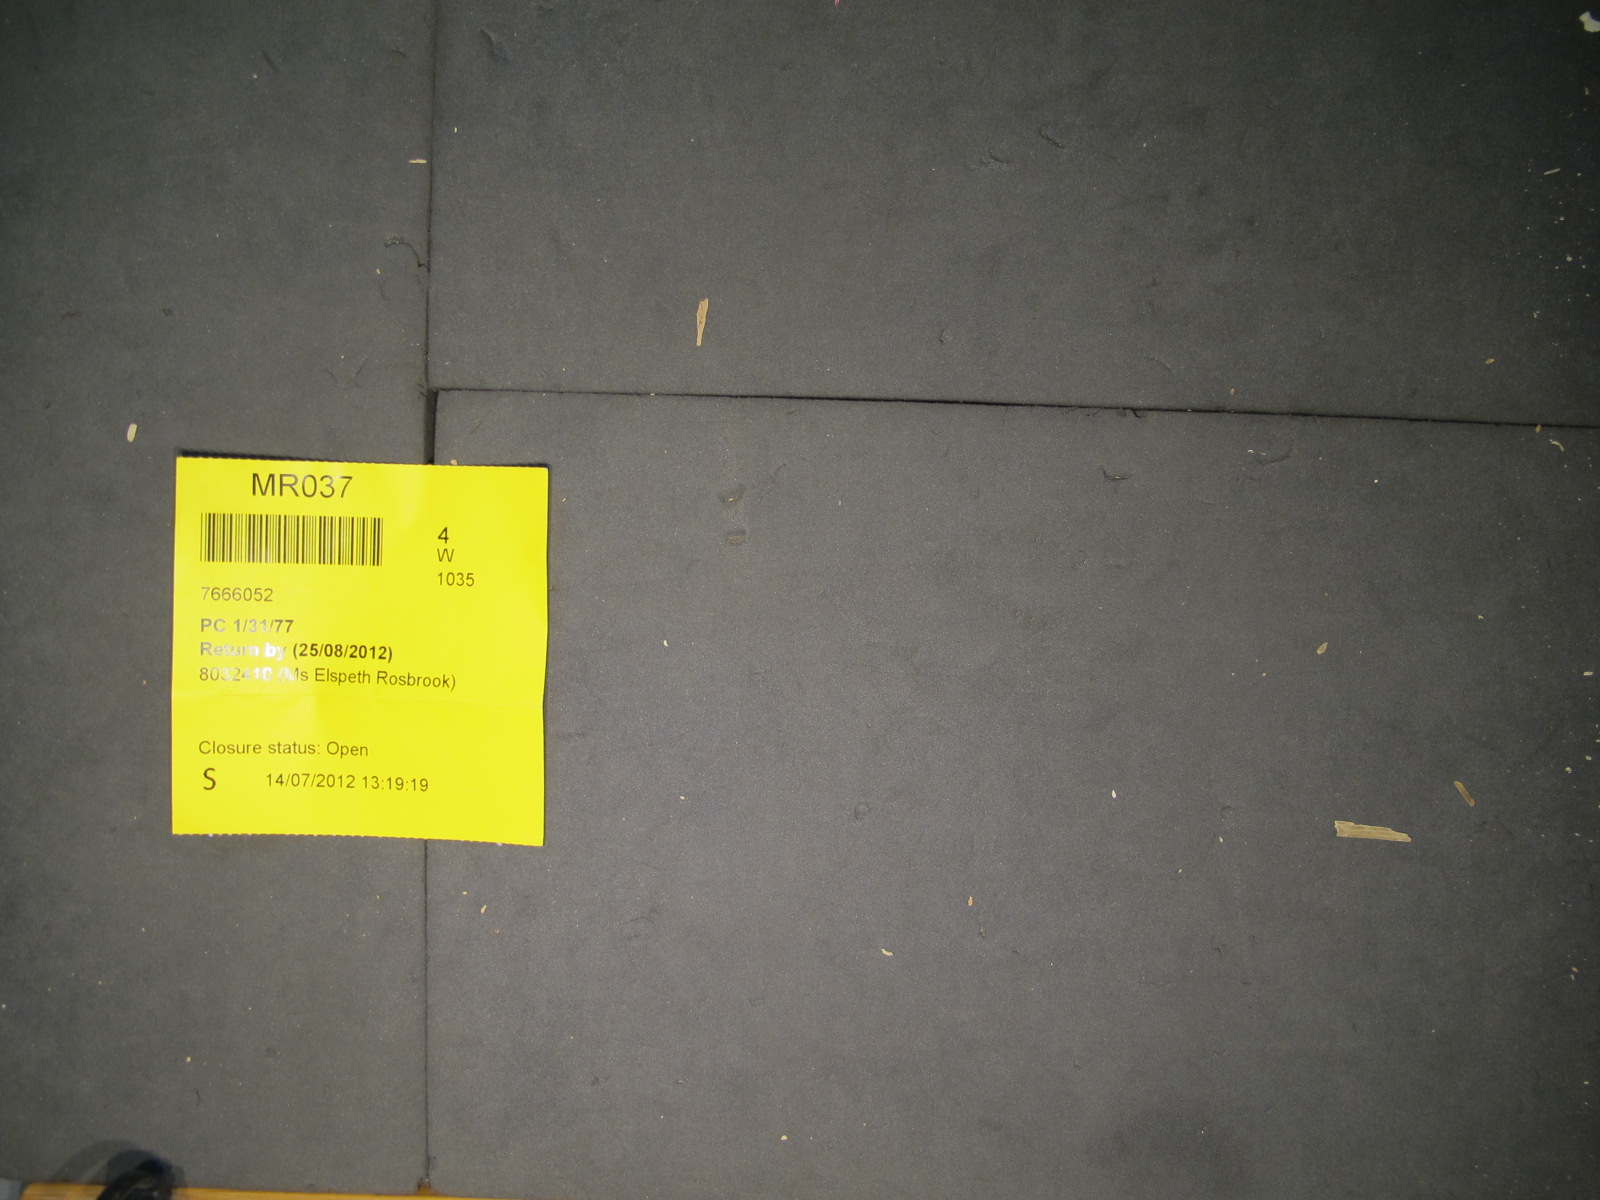 MR037
4
W
1035
7666052
PC 1/31/77
Return by (25/08/2012)
8032410 (Ms Elspeth Rosbrook)
Closure status: Open
S 14/07/2012 13:19:19